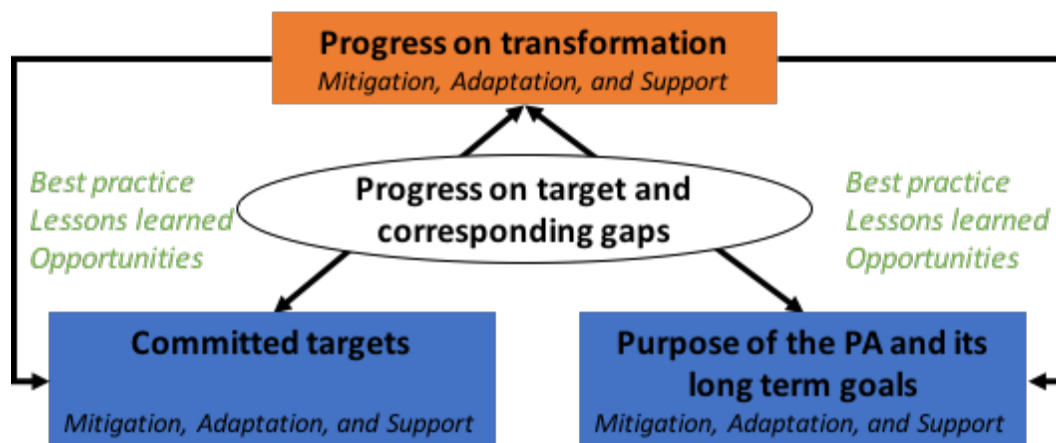 Progress on transformation
Mitigation, Adaptation, and Support
Best practice
Lessons learned
Opportunities
Progress on target and
corresponding gaps
Best practice
Lessons learned
Opportunities
Committed targets
Mitigation, Adaptation, and Support
Purpose of the PA and its
long term goals
Mitigation, Adaptation, and Support